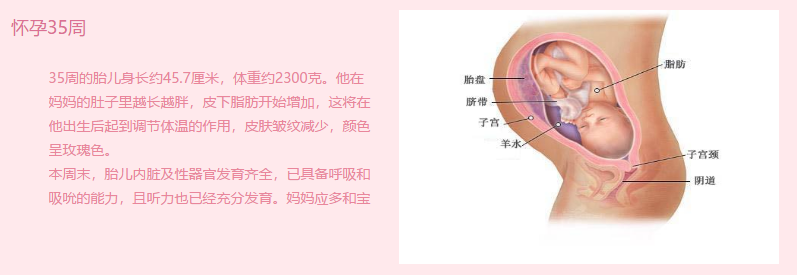 怀孕35周
35周的胎儿身长约45.7厘米，体重约2300克。他在
妈妈的肚子里越长越胖，皮下脂肪开始增加，这将在
他出生后起到调节体温的作用，皮肤皱纹减少，颜色
呈玫瑰色。
本周末，胎儿内脏及性器官发育齐全，已具备呼吸和
吸吮的能力，且听力也已经充分发育。妈妈应多和宝
脂肪
胎盘
脐带
子宫
羊水
子宫颈
阴道